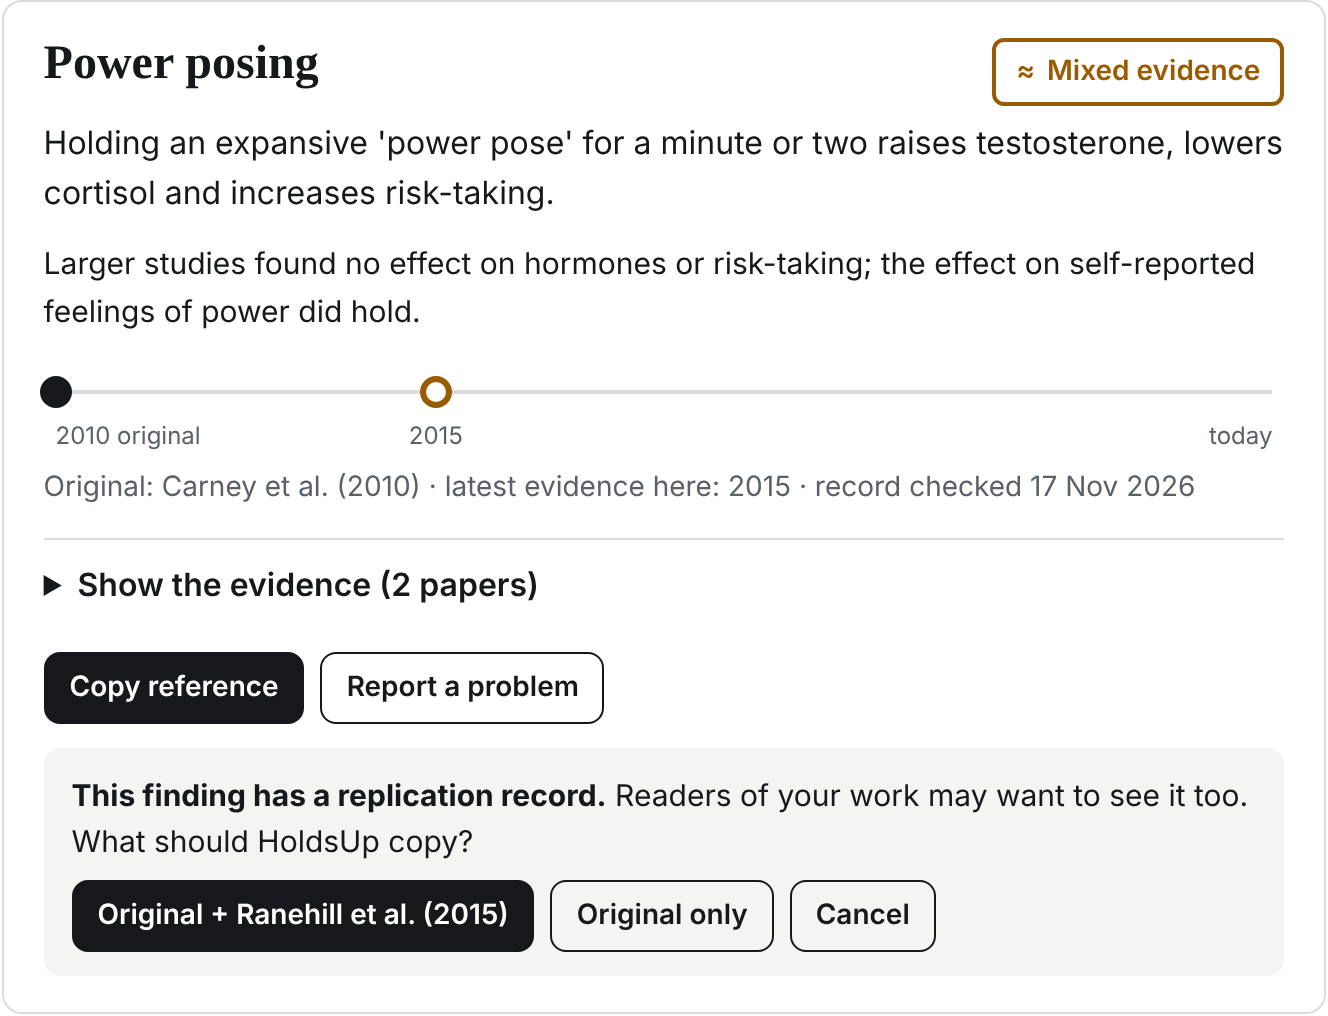 Power posing
≈ Mixed evidence
Holding an expansive 'power pose' for a minute or two raises testosterone, lowers
cortisol and increases risk-taking.
Larger studies found no effect on hormones or risk-taking; the effect on self-reported
feelings of power did hold.
2010 original
2015
today
Original: Carney et al. (2010) · latest evidence here: 2015 · record checked 17 Nov 2026
Show the evidence (2 papers)
Copy reference
Report a problem
This finding has a replication record. Readers of your work may want to see it too.
What should HoldsUp copy?
Original + Ranehill et al. (2015)
Original only
Cancel